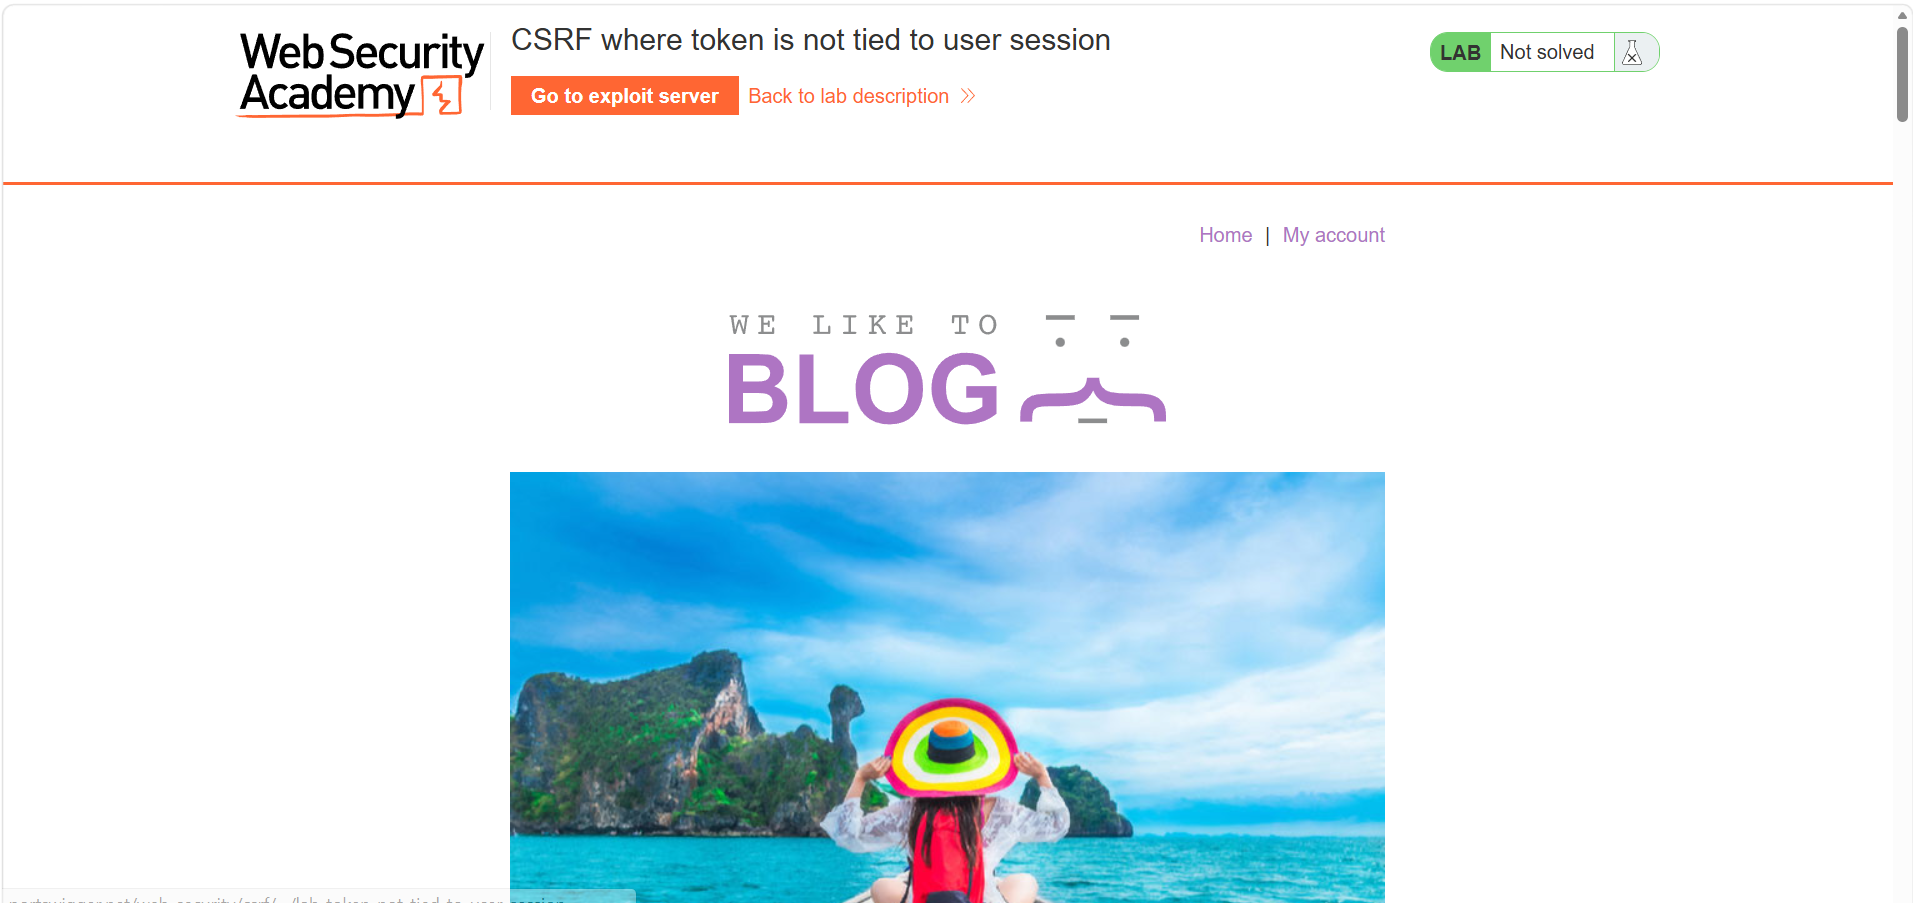 Web Security
Academy
CSRF where token is not tied to user session
Go to exploit server
Back to lab description
LAB
Not solved
Home | My account
WE LIKE TO
BLOG